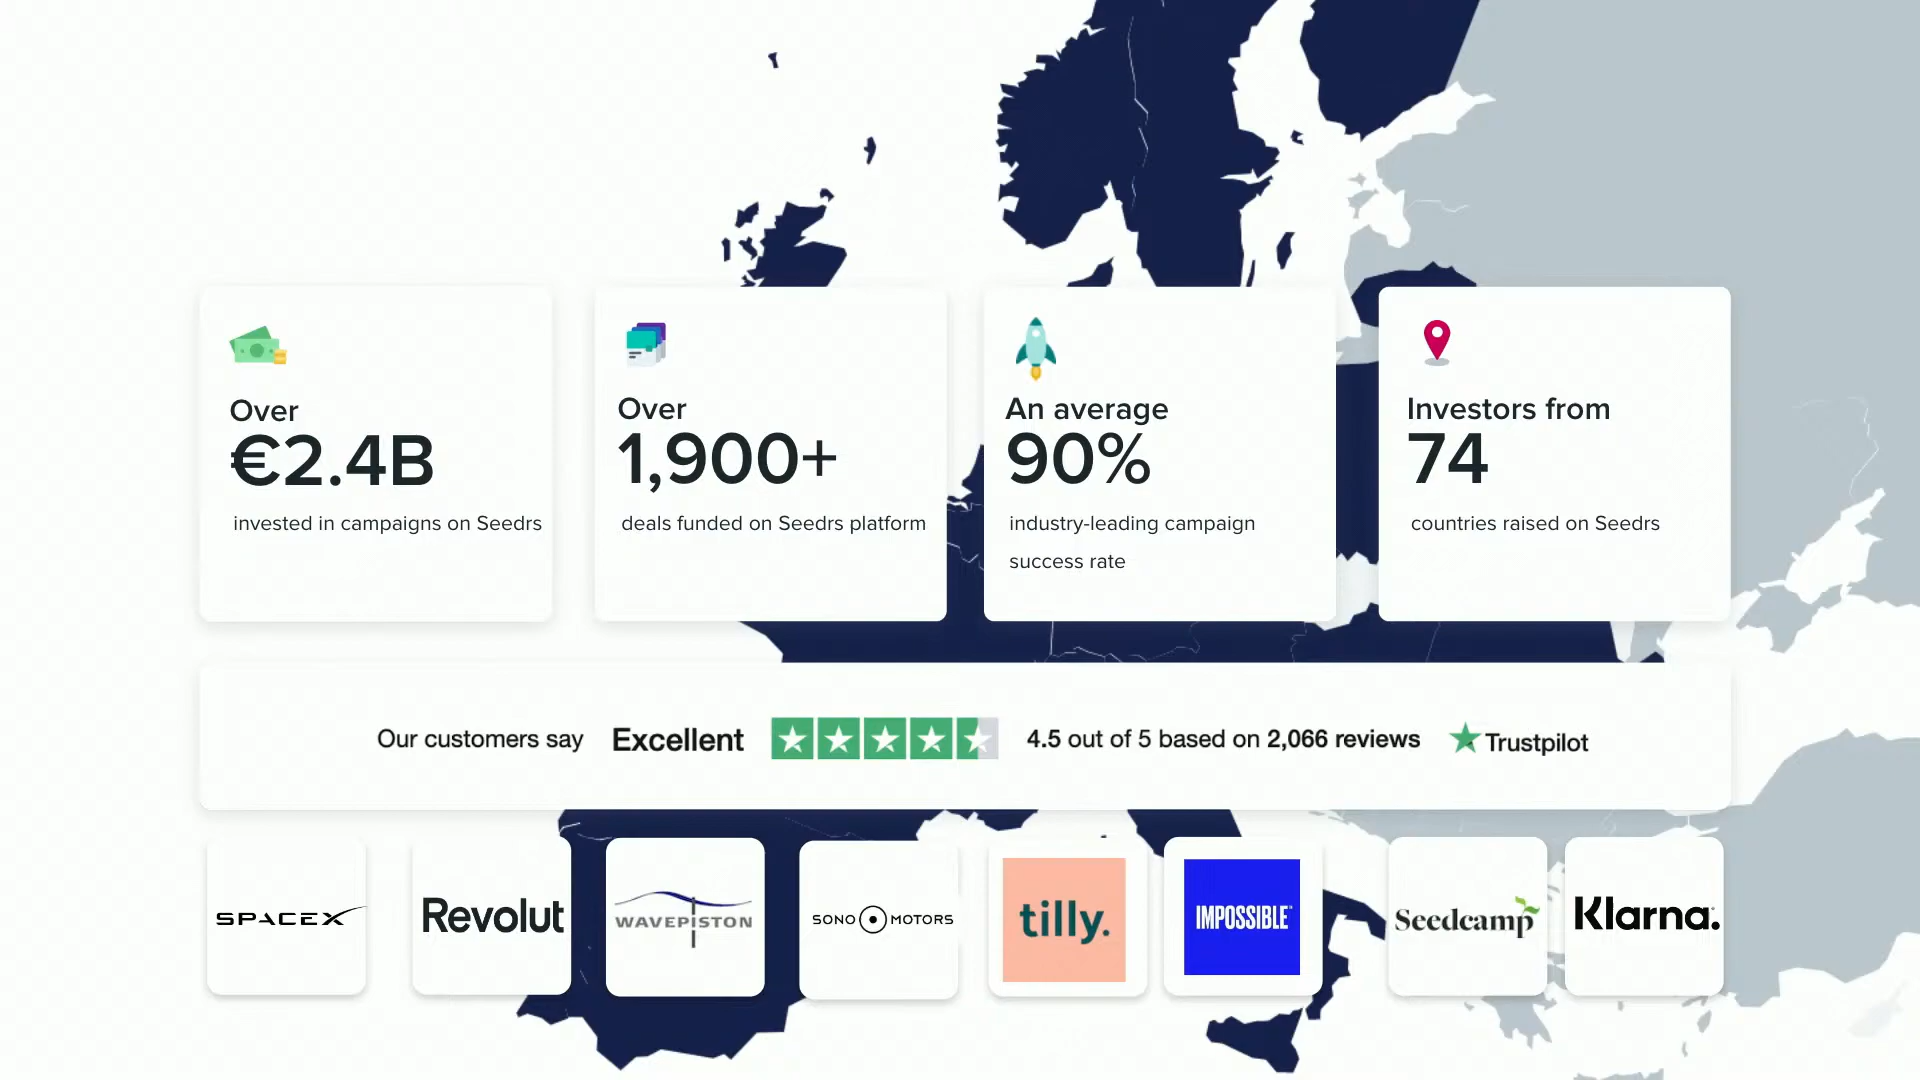 Over
€2.4B
invested in campaigns on Seedrs
Over
1,900+
deals funded on Seedrs platform
An average
90%
industry-leading campaign
success rate
Investors from
74
countries raised on Seedrs
Our customers say Excellent 4.5 out of 5 based on 2,066 reviews Trustpilot
SPACEX
Revolut
WAVEPISTON
SONO MOTORS
tilly.
IMPOSSIBLE
Seedcamp
Klarna.